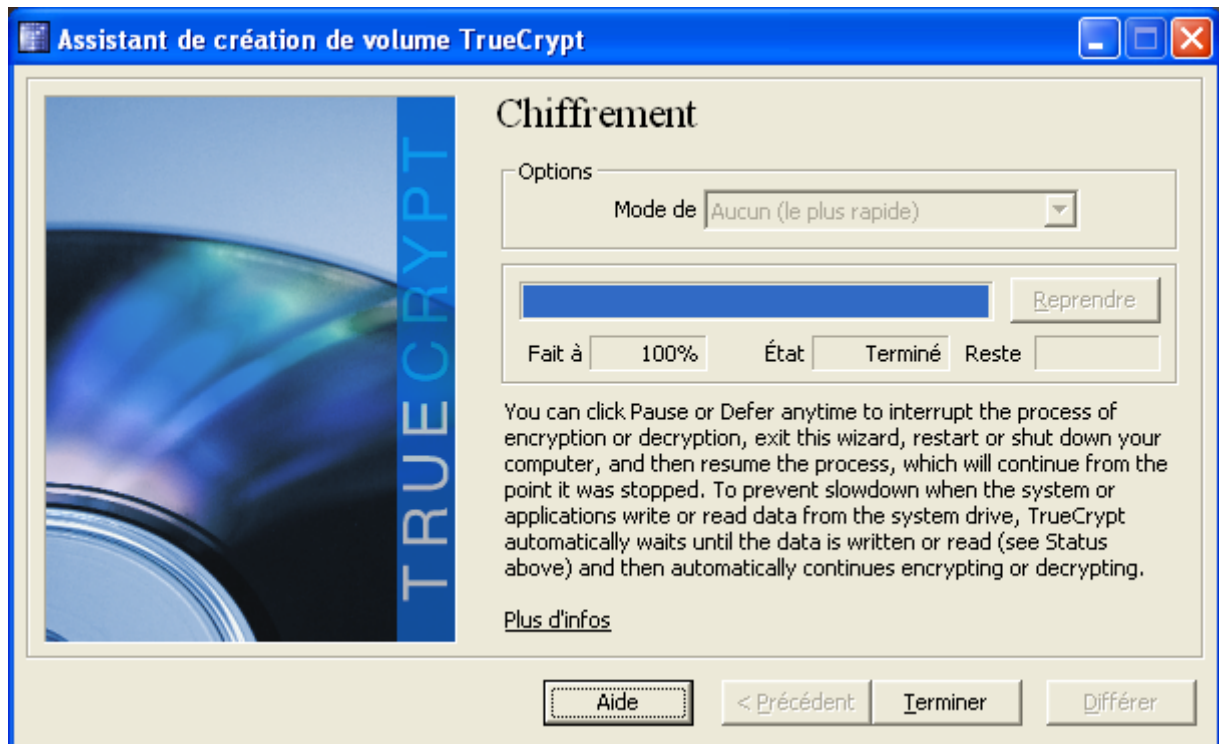 Assistant de création de volume TrueCrypt
TRUECRYPT
Chiffrement
Options
Mode de Aucun (le plus rapide)
Reprendre
Fait à 100% État Terminé Reste
You can click Pause or Defer anytime to interrupt the process of
encryption or decryption, exit this wizard, restart or shut down your
computer, and then resume the process, which will continue from the
point it was stopped. To prevent slowdown when the system or
applications write or read data from the system drive, TrueCrypt
automatically waits until the data is written or read (see Status
above) and then automatically continues encrypting or decrypting.
Plus d'infos
Aide < Précédent Terminer Différer